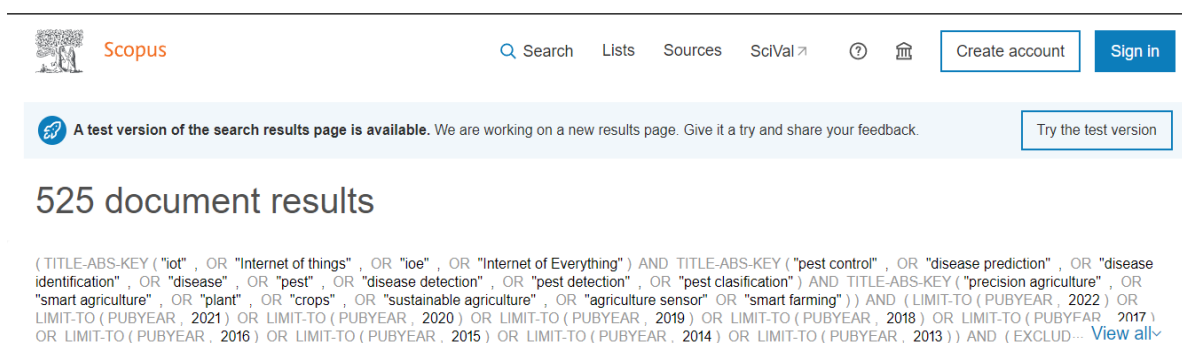 Scopus
Search Lists Sources SciVal Create account Sign in
A test version of the search results page is available. We are working on a new results page. Give it a try and share your feedback. Try the test version
525 document results
( TITLE-ABS-KEY ( "iot" , OR "Internet of things" , OR "ioe" , OR "Internet of Everything" ) AND TITLE-ABS-KEY ( "pest control" , OR "disease prediction" , OR "disease
identification" , OR "disease" , OR "pest" , OR "disease detection" , OR "pest detection" , OR "pest clasification" ) AND TITLE-ABS-KEY ( "precision agriculture" , OR
"smart agriculture" , OR "plant" , OR "crops" , OR "sustainable agriculture" , OR "agriculture sensor" OR "smart farming" ) ) AND ( LIMIT-TO ( PUBYEAR , 2022 ) OR
LIMIT-TO ( PUBYEAR , 2021 ) OR LIMIT-TO ( PUBYEAR , 2020 ) OR LIMIT-TO ( PUBYEAR , 2019 ) OR LIMIT-TO ( PUBYEAR , 2018 ) OR LIMIT-TO ( PUBYEAR , 2017 )
OR LIMIT-TO ( PUBYEAR , 2016 ) OR LIMIT-TO ( PUBYEAR , 2015 ) OR LIMIT-TO ( PUBYEAR , 2014 ) OR LIMIT-TO ( PUBYEAR , 2013 ) ) AND ( EXCLUD... View all